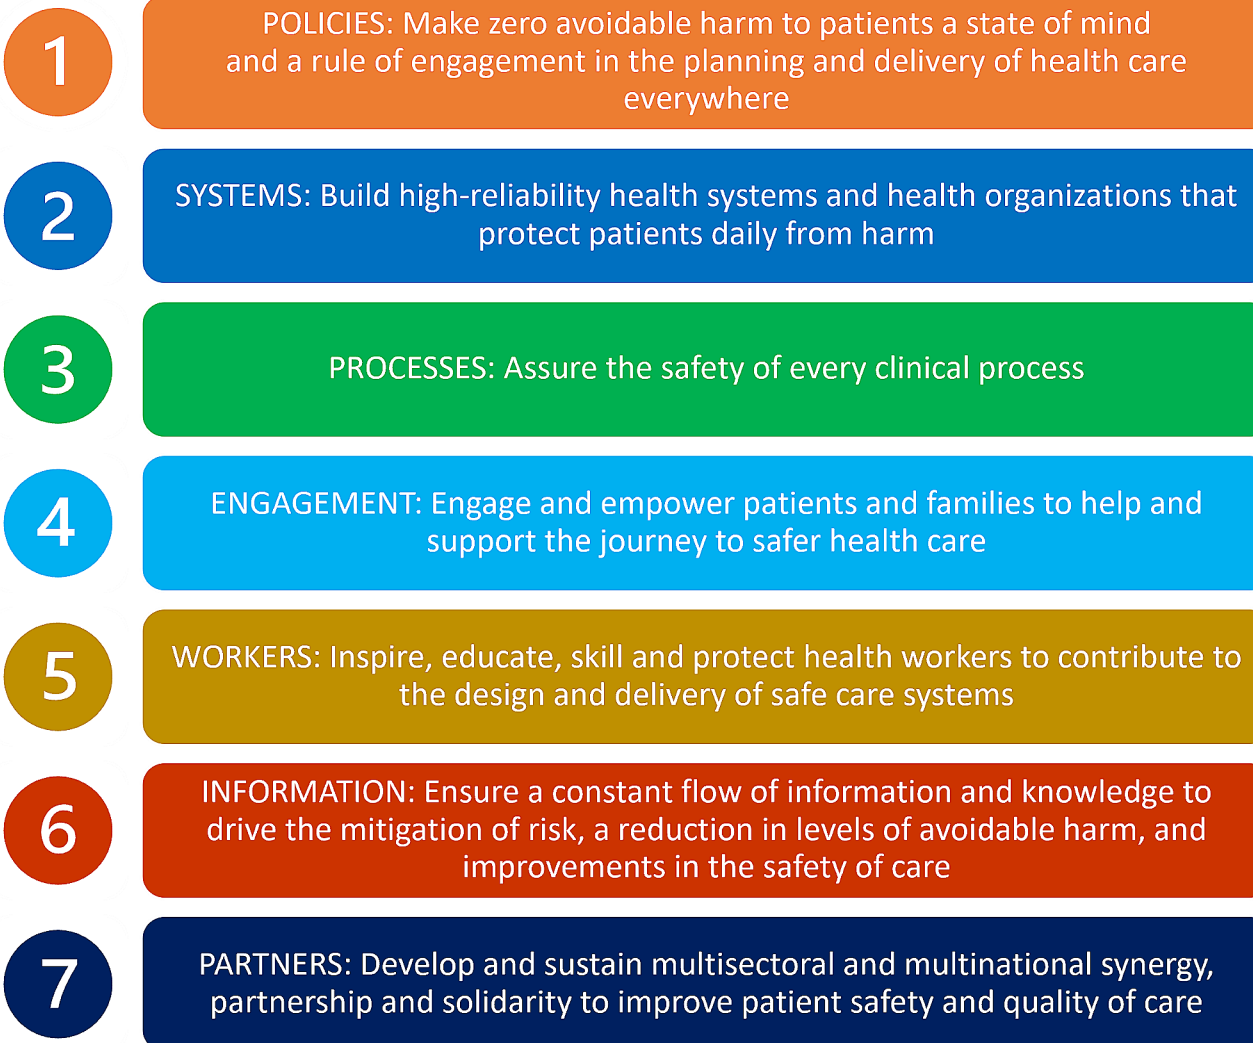 1
POLICIES: Make zero avoidable harm to patients a state of mind
and a rule of engagement in the planning and delivery of health care
everywhere
2
SYSTEMS: Build high-reliability health systems and health organizations that
protect patients daily from harm
3
PROCESSES: Assure the safety of every clinical process
4
ENGAGEMENT: Engage and empower patients and families to help and
support the journey to safer health care
5
WORKERS: Inspire, educate, skill and protect health workers to contribute to
the design and delivery of safe care systems
6
INFORMATION: Ensure a constant flow of information and knowledge to
drive the mitigation of risk, a reduction in levels of avoidable harm, and
improvements in the safety of care
7
PARTNERS: Develop and sustain multisectoral and multinational synergy,
partnership and solidarity to improve patient safety and quality of care